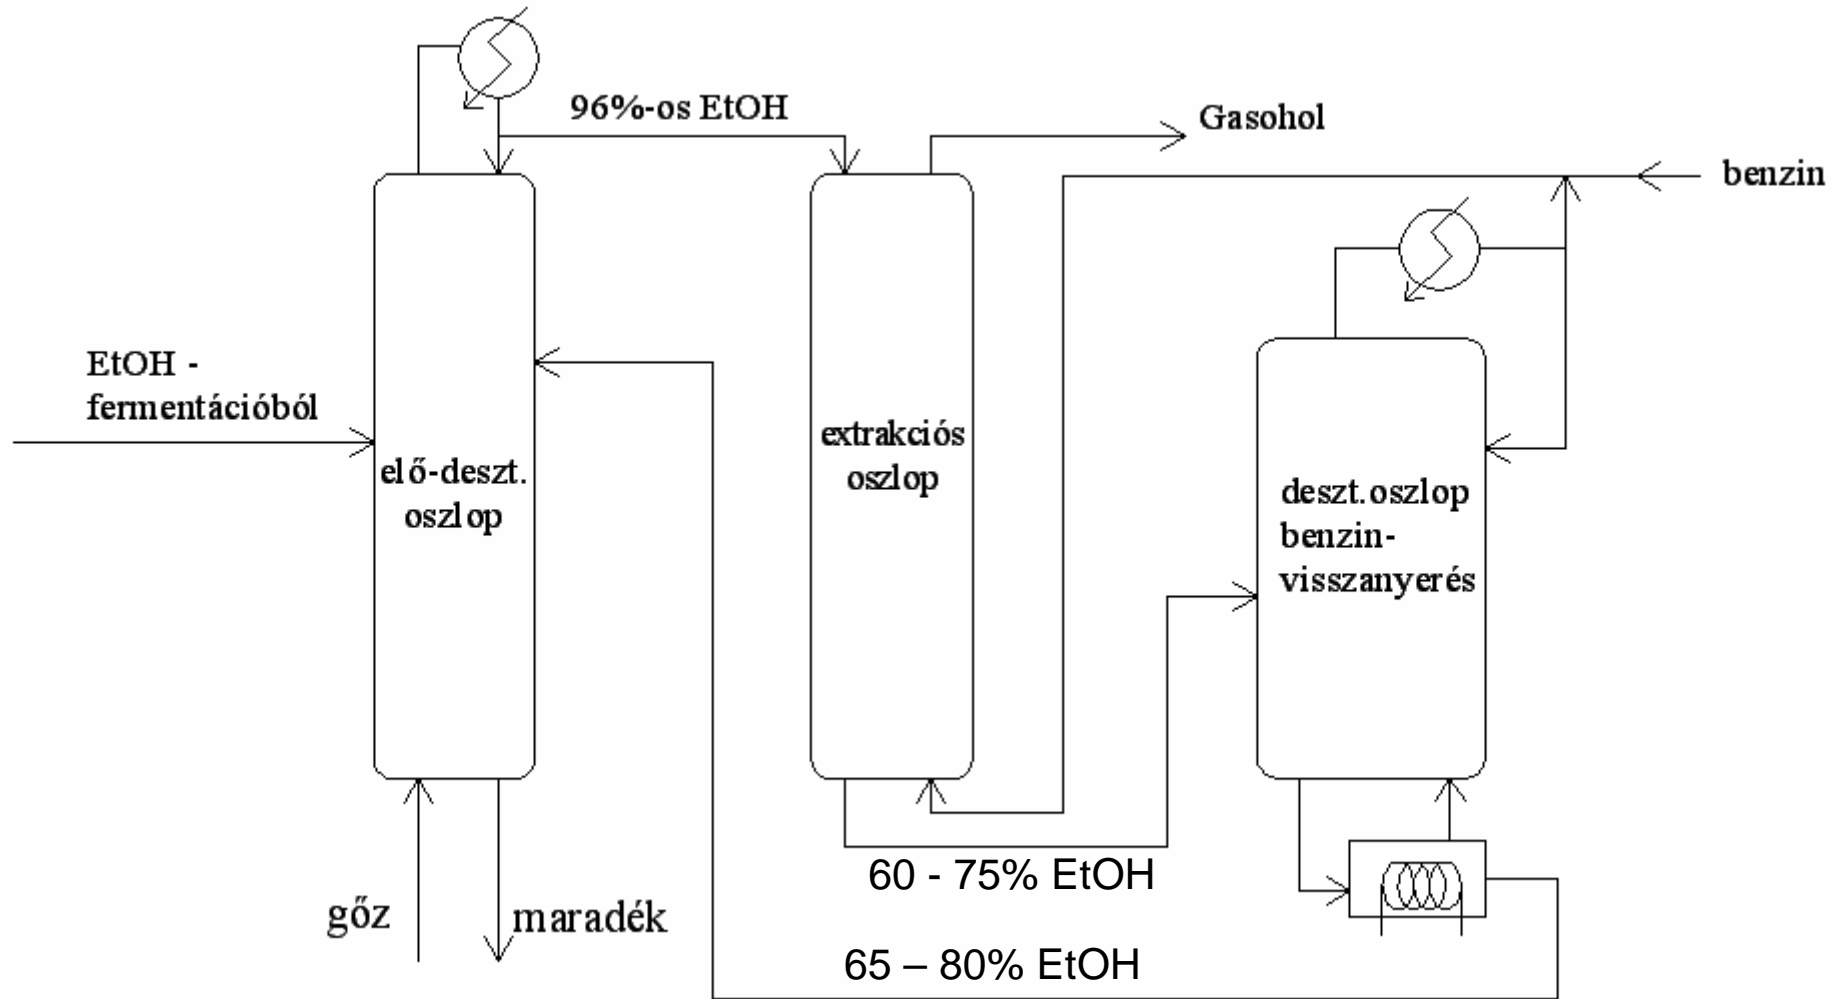 96%-os EtOH
Gasohol
benzin
EtOH -
fermentációból
elő-deszt.
oszlop
extrakciós
oszlop
deszt.oszlop
benzin-
visszanyerés
60 - 75% EtOH
gőz
maradék
65 – 80% EtOH